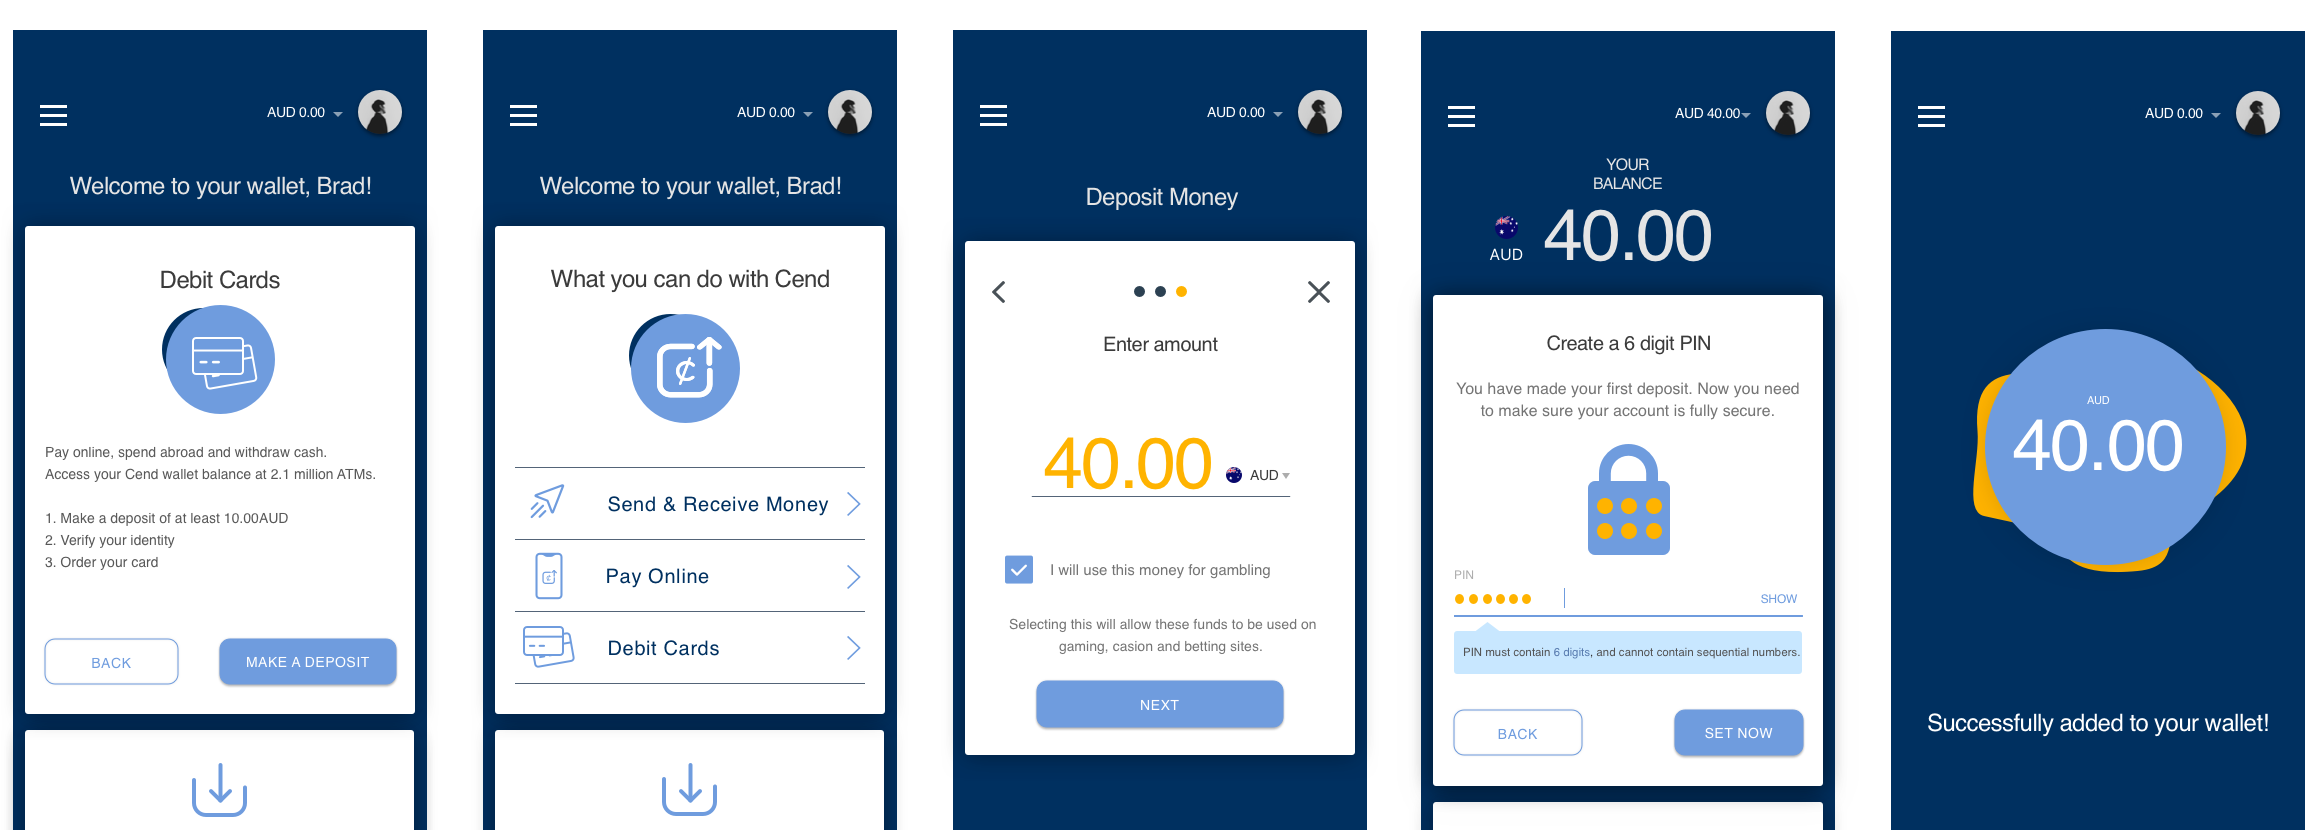 AUD 0.00
Welcome to your wallet, Brad!
Debit Cards
Pay online, spend abroad and withdraw cash.
Access your Cend wallet balance at 2.1 million ATMs.
1. Make a deposit of at least 10.00AUD
2. Verify your identity
3. Order your card
BACK
MAKE A DEPOSIT
AUD 0.00
Welcome to your wallet, Brad!
What you can do with Cend
¢
Send & Receive Money
Pay Online
Debit Cards
AUD 0.00
Deposit Money
Enter amount
40.00 AUD
I will use this money for gambling
Selecting this will allow these funds to be used on
gaming, casion and betting sites.
NEXT
AUD 40.00
YOUR
BALANCE
AUD 40.00
Create a 6 digit PIN
You have made your first deposit. Now you need
to make sure your account is fully secure.
PIN
SHOW
PIN must contain 6 digits, and cannot contain sequential numbers.
BACK
SET NOW
AUD 0.00
AUD
40.00
Successfully added to your wallet!